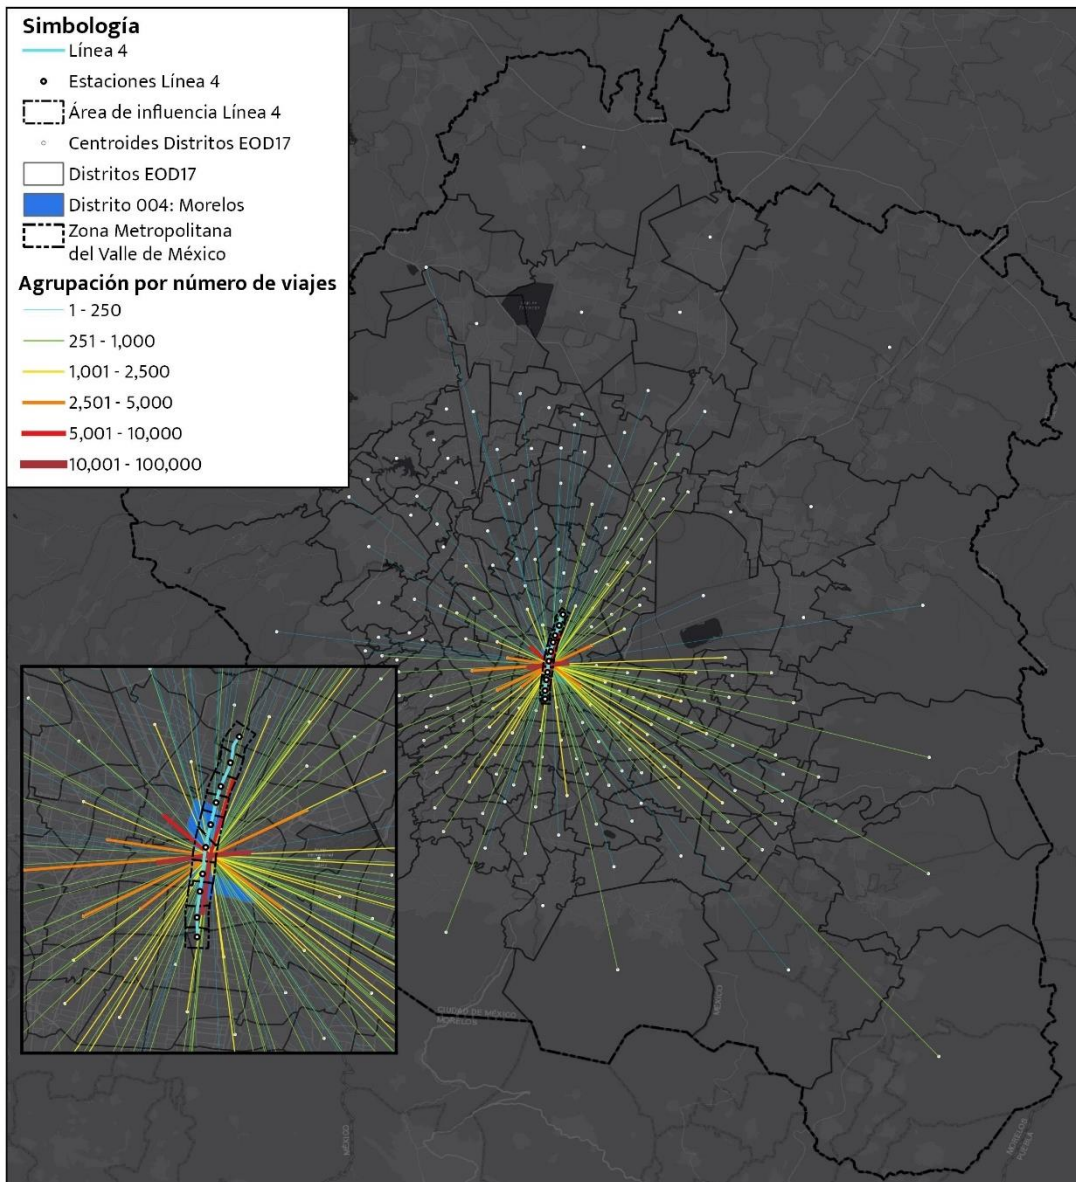 Simbología
Línea 4
Estaciones Línea 4
Área de influencia Línea 4
Centroides Distritos EOD17
Distritos EOD17
Distrito 004: Morelos
Zona Metropolitana
del Valle de México
Agrupación por número de viajes
1 - 250
251 - 1,000
1,001 - 2,500
2,501 - 5,000
5,001 - 10,000
10,001 - 100,000
CIUDAD DE MÉXICO
MORELOS
MÉXICO
MÉXICO
MORELOS
PUEBLA